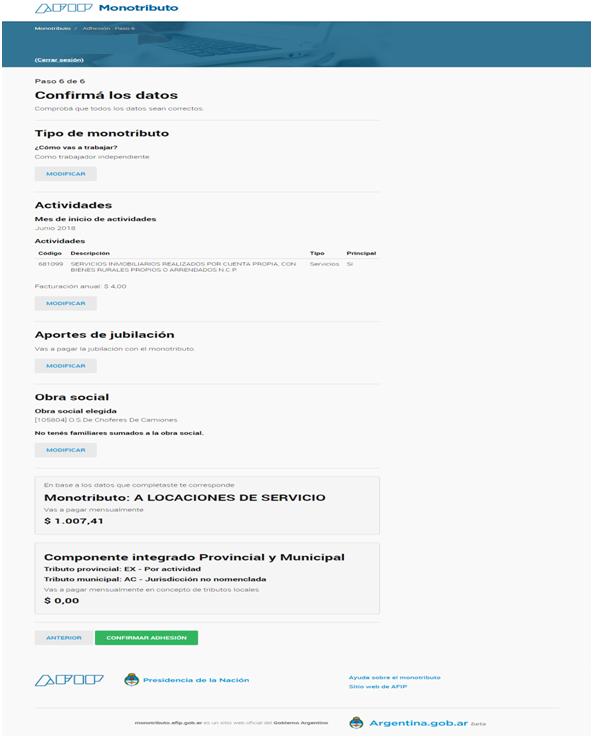 AFIP Monotributo
Monotributo / Adhesión - Paso 6
(Cerrar sesión)
Paso 6 de 6
Confirmá los datos
Comprobá que todos los datos sean correctos.
Tipo de monotributo
¿Cómo vas a trabajar?
Como trabajador independiente
MODIFICAR
Actividades
Mes de inicio de actividades
Junio 2018
Actividades
Código Descripción Tipo Principal
681099 SERVICIOS INMOBILIARIOS REALIZADOS POR CUENTA PROPIA, CON Servicios Si
BIENES RURALES PROPIOS O ARRENDADOS N.C.P.
Facturación anual: $ 4,00
MODIFICAR
Aportes de jubilación
Vas a pagar la jubilación con el monotributo.
MODIFICAR
Obra social
Obra social elegida
[105804] O.S.De Choferes De Camiones
No tenés familiares sumados a la obra social.
MODIFICAR
En base a los datos que completaste te corresponde
Monotributo: A LOCACIONES DE SERVICIO
Vas a pagar mensualmente
$ 1.007,41
Componente integrado Provincial y Municipal
Tributo provincial: EX - Por actividad
Tributo municipal: AC - Jurisdicción no nomenclada
Vas a pagar mensualmente en concepto de tributos locales
$ 0,00
ANTERIOR CONFIRMAR ADHESIÓN
AFIP Presidencia de la Nación
Ayuda sobre el monotributo
Sitio web de AFIP
monotributo.afip.gob.ar es un sitio web oficial del Gobierno Argentino
Argentina.gob.ar Beta